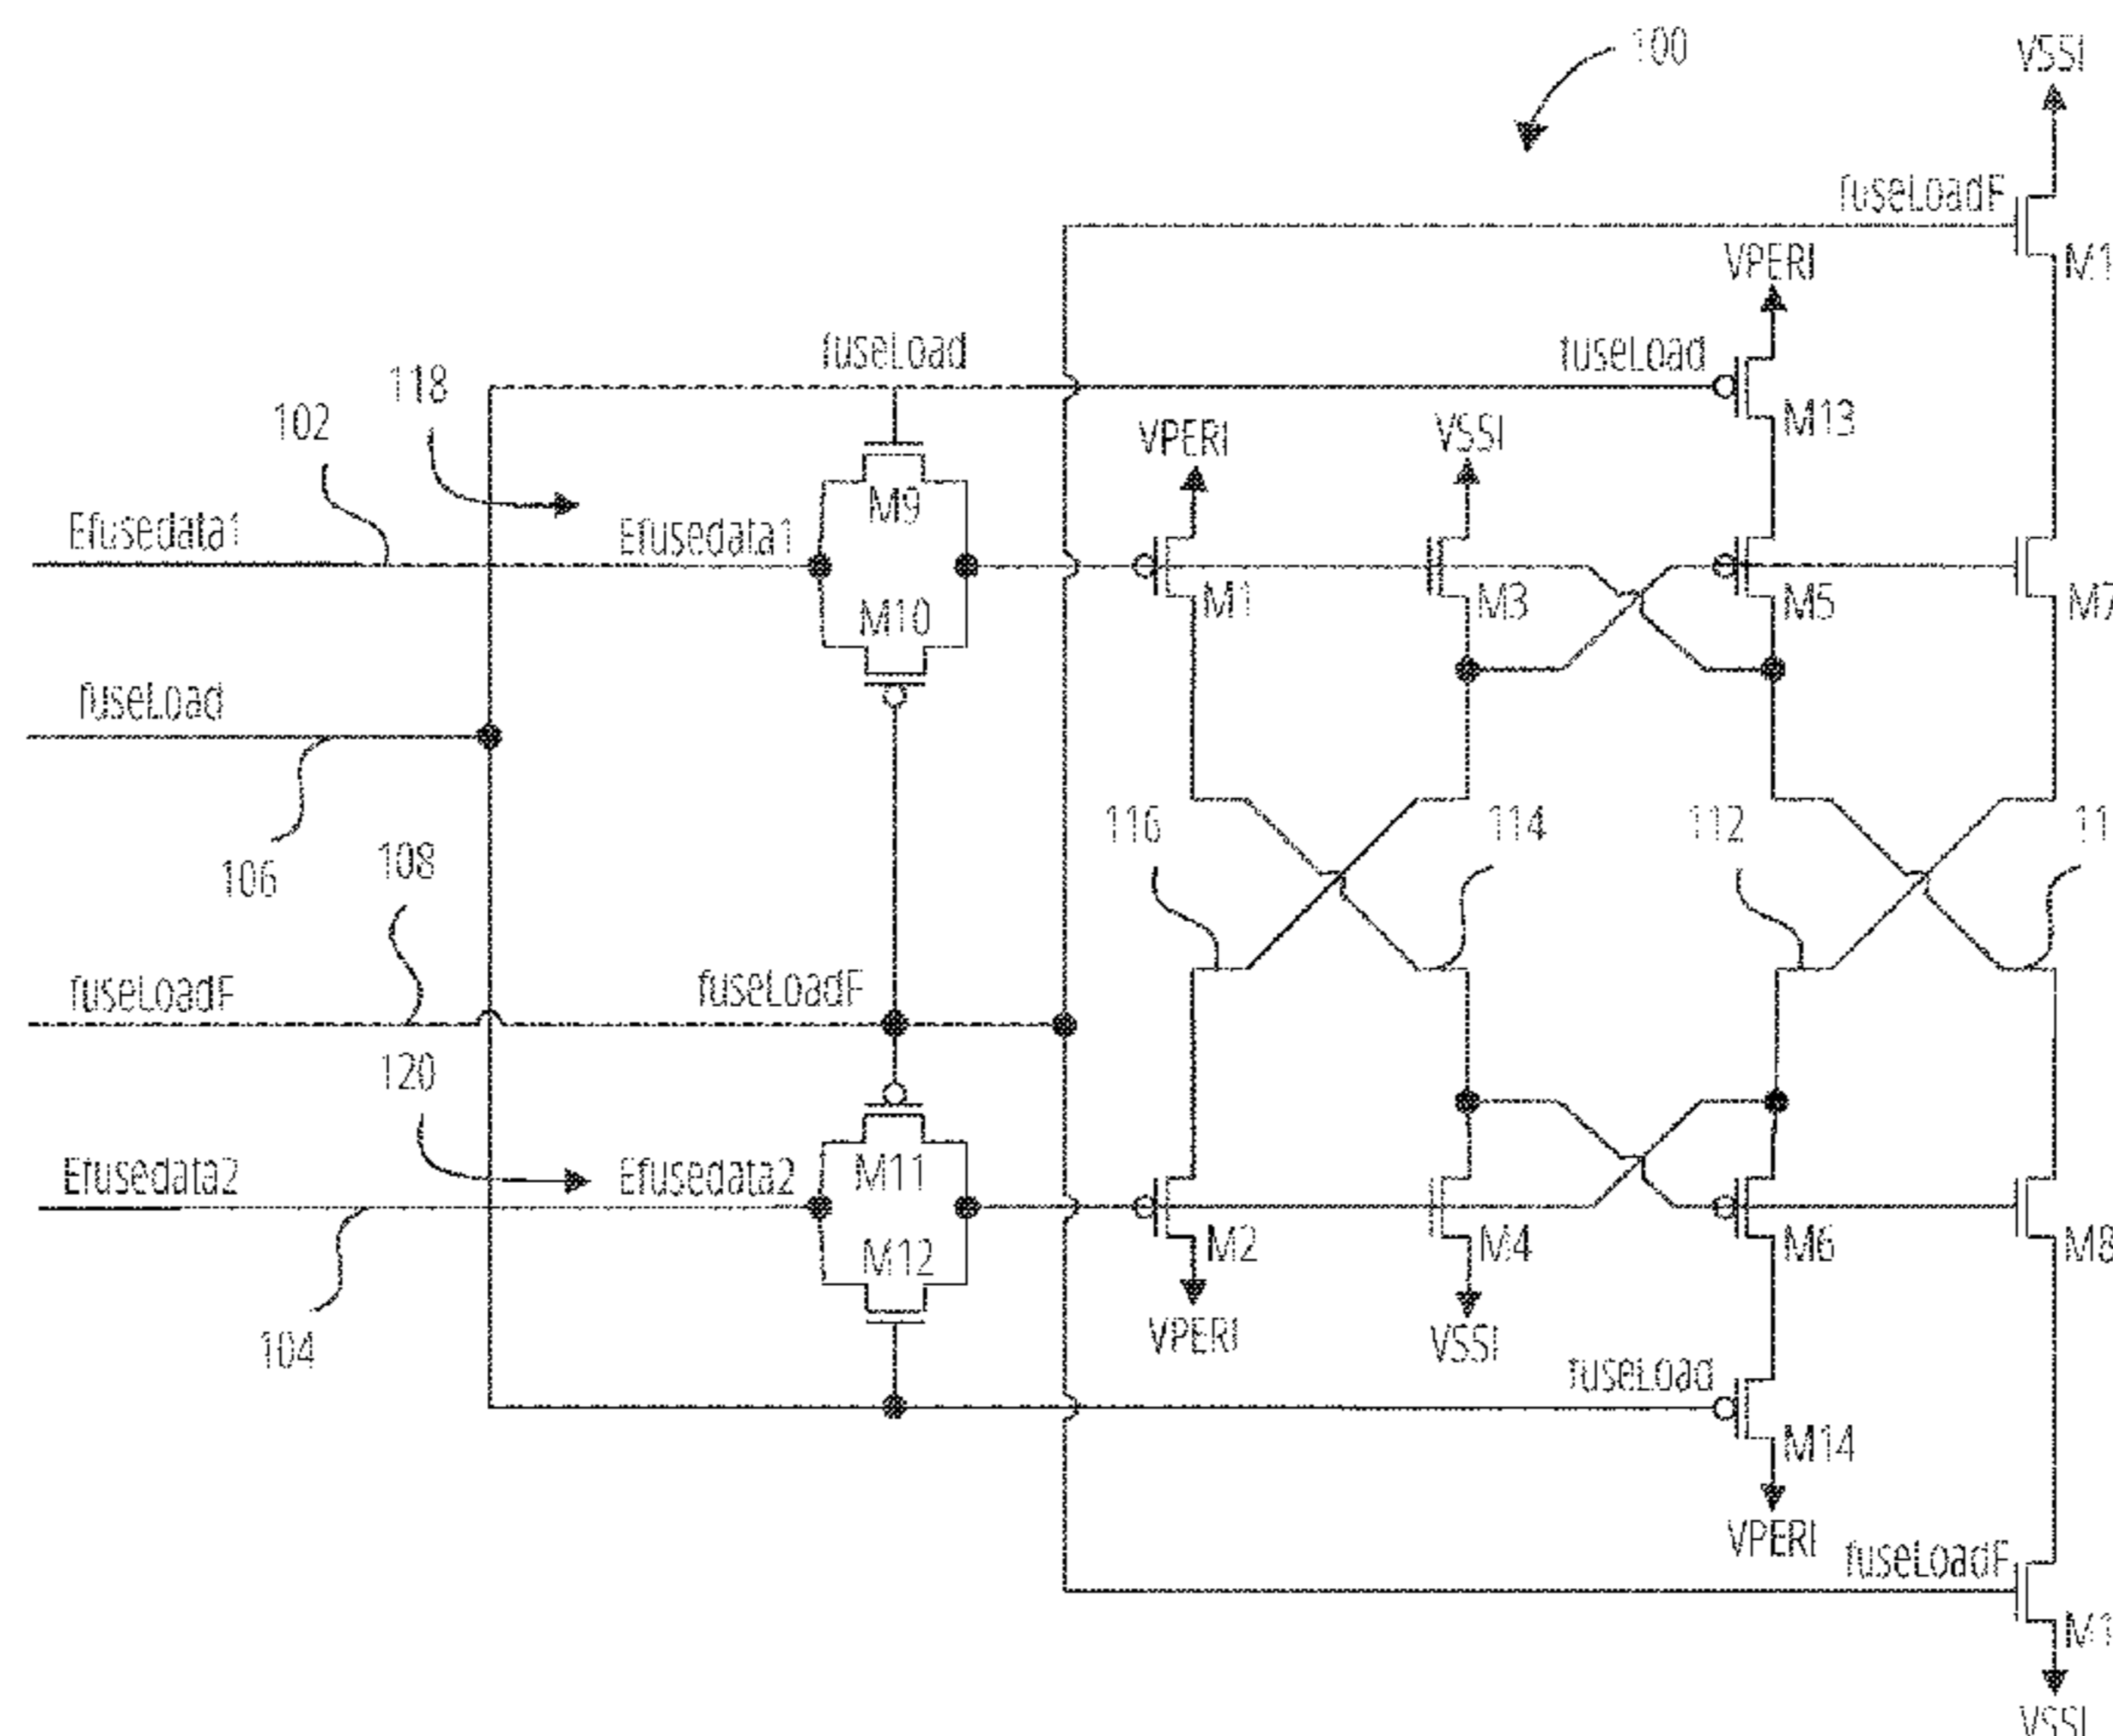 100
VSSI
fuseLoadF
M1
VPERI
fuseLoad
fuseLoad
M13
118
102
VPERI
VSSI
Efusedata1
Efusedata1
M9
M10
M1
M3
M5
M7
fuseLoad
106
108
116
114
112
11
fuseLoadF
fuseLoadF
120
Efusedata2
Efusedata2
M11
M12
M2
M4
M6
M8
104
VPERI
VSSI
fuseLoad
M14
VPERI
fuseLoadF
M1
VSSI